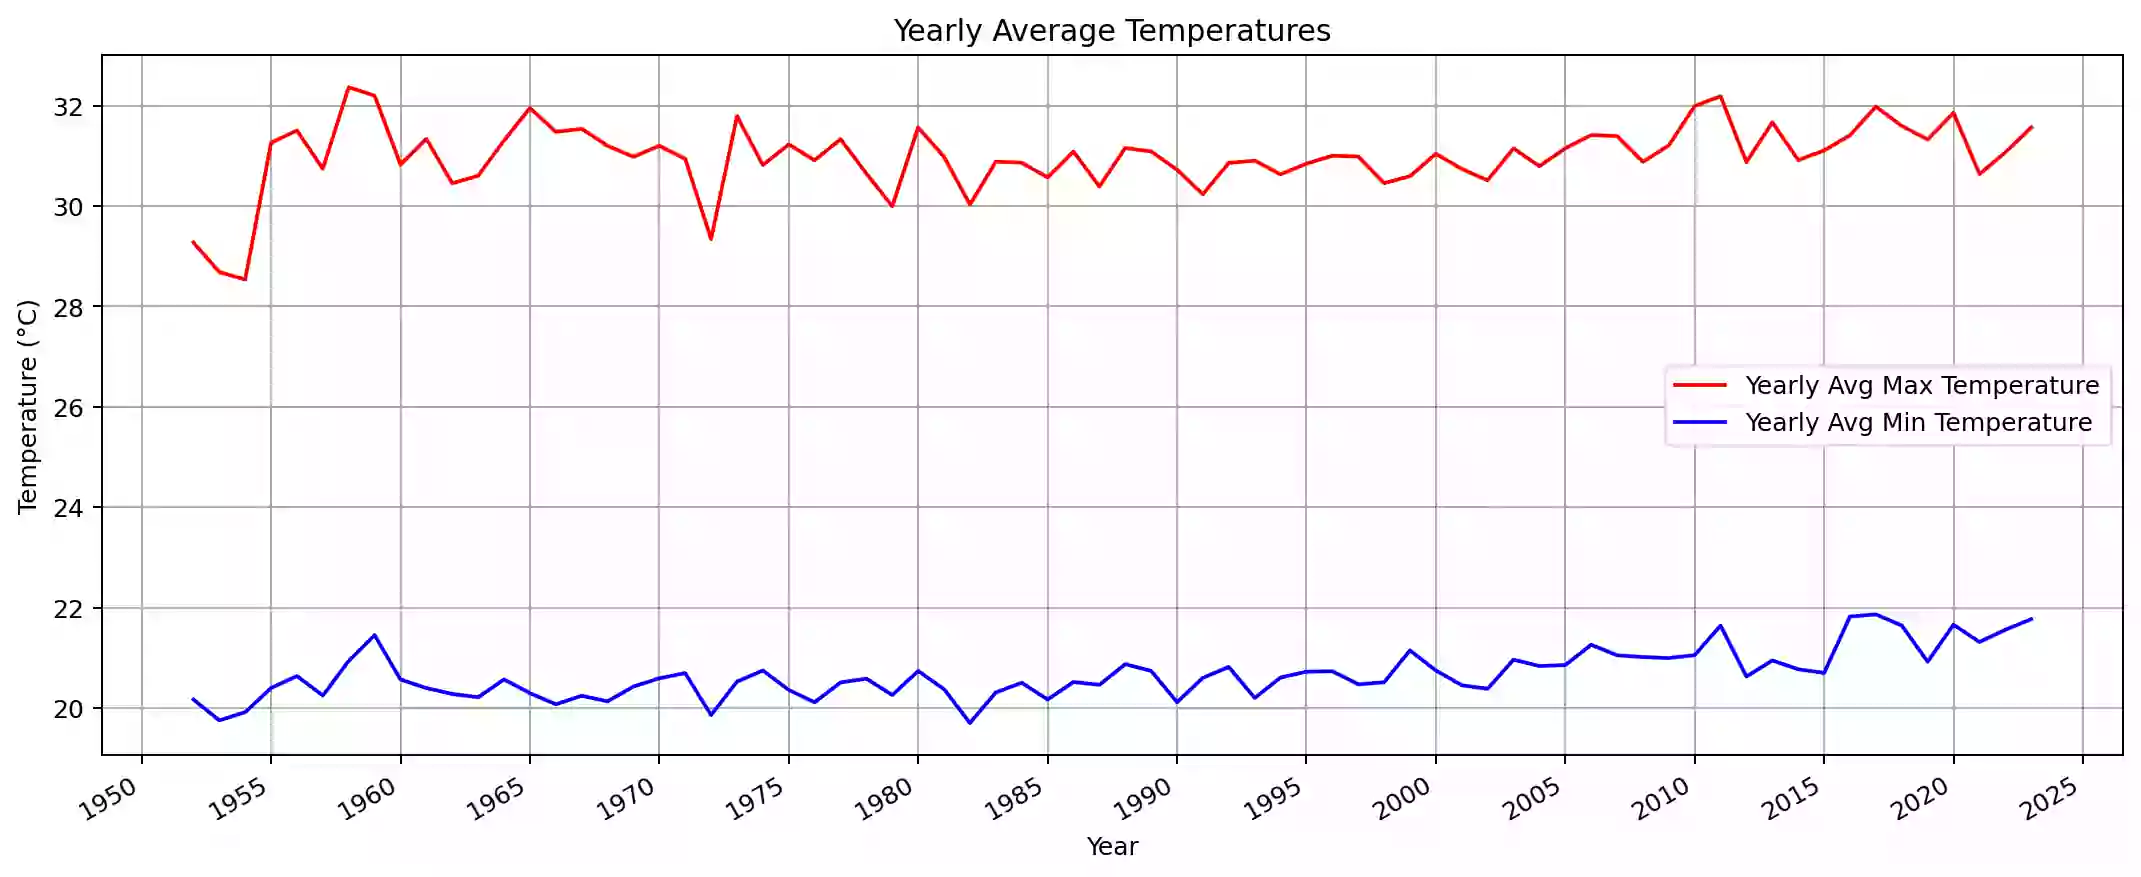 Yearly Average Temperatures
32
30
28
26
24
22
20
Temperature (°C)
Yearly Avg Max Temperature
Yearly Avg Min Temperature
1950 1955 1960 1965 1970 1975 1980 1985 1990 1995 2000 2005 2010 2015 2020 2025
Year